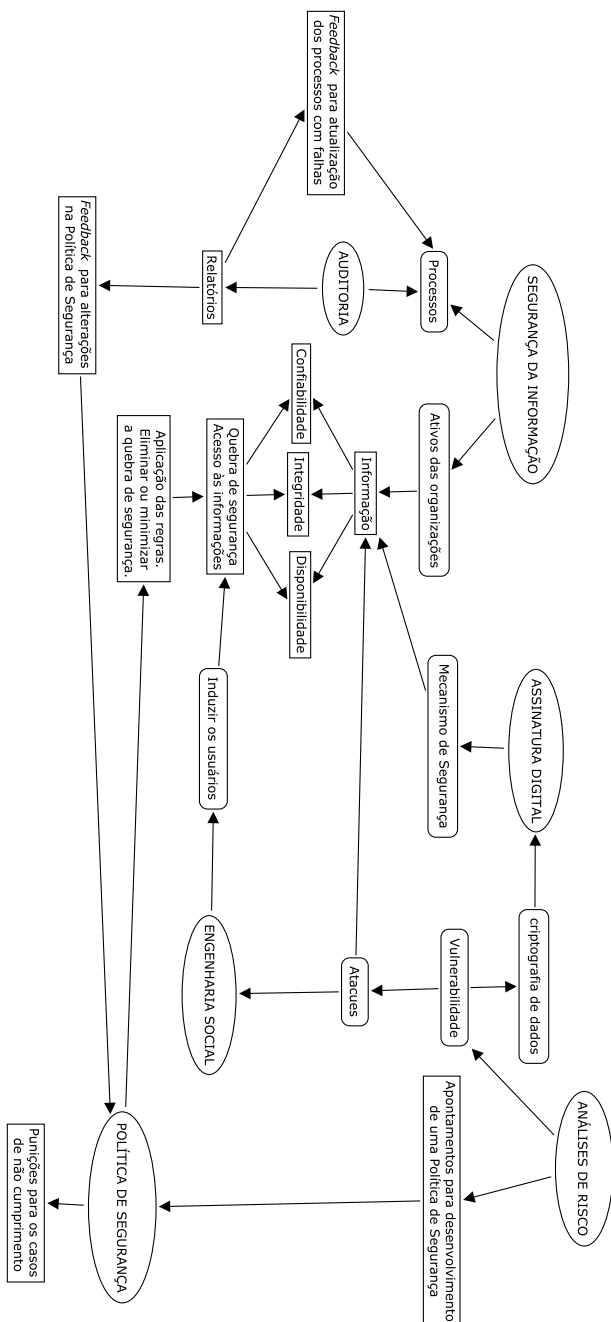 SEGURANÇA DA INFORMAÇÃO
ASSINATURA DIGITAL
ANÁLISES DE RISCO
criptografia de dados
Processos
Ativos das organizações
Mecanismo de Segurança
Vulnerabilidade
Apontamentos para desenvolvimento
de uma Política de Segurança
Feedback para atualização
dos processos com falhas
AUDITORIA
Informação
Atacues
Confiabilidade
Integridade
Disponibilidade
Relatórios
Quebra de segurança
Acesso às informações
Induzir os usuários
ENGENHARIA SOCIAL
Aplicação das regras.
Eliminar ou minimizar
a quebra de segurança.
Feedback para alterações
na Política de Segurança
POLÍTICA DE SEGURANÇA
Punições para os casos
de não cumprimento